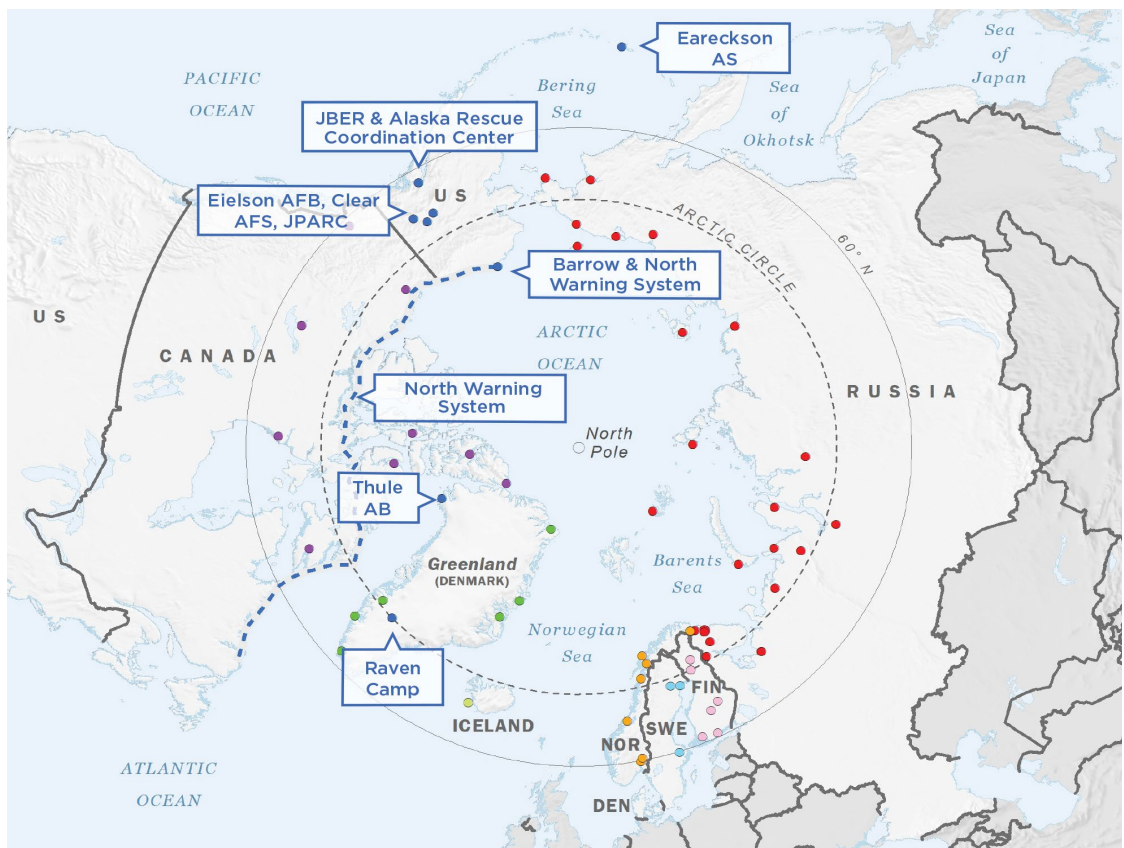 Eareckson
AS
Sea
of
Japan
PACIFIC
OCEAN
Bering
Sea
Sea
of
Okhotsk
JBER & Alaska Rescue
Coordination Center
US
Eielson AFB, Clear
AFS, JPARC
ARCTIC CIRCLE
60° N
Barrow & North
Warning System
US
CANADA
ARCTIC
OCEAN
RUSSIA
North Warning
System
North
Pole
Thule
AB
Greenland
(DENMARK)
Barents
Sea
Norwegian
Sea
Raven
Camp
FIN
ICELAND
SWE
NOR
ATLANTIC
OCEAN
DEN